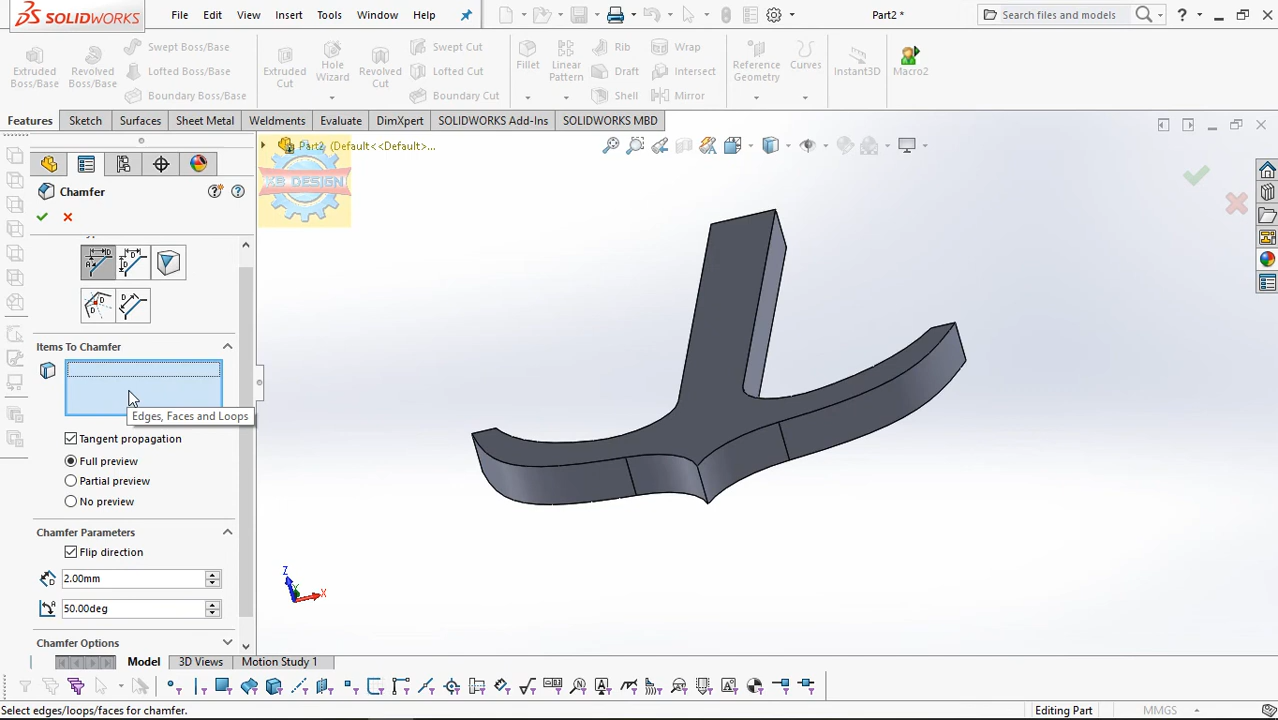 SOLIDWORKS File Edit View Insert Tools Window Help Part2 * Search files and models ?
Extruded Boss/Base Revolved Boss/Base Swept Boss/Base Lofted Boss/Base Boundary Boss/Base Extruded Cut Hole Wizard Revolved Cut Swept Cut Lofted Cut Boundary Cut Fillet Linear Pattern Rib Draft Shell Wrap Intersect Mirror Reference Geometry Curves Instant3D Macro2
Features Sketch Surfaces Sheet Metal Weldments Evaluate DimXpert SOLIDWORKS Add-Ins SOLIDWORKS MBD
Part2 (Default<<Default>...
K3 DESIGN
Chamfer
Items To Chamfer
Edges, Faces and Loops
Tangent propagation
Full preview
Partial preview
No preview
Chamfer Parameters
Flip direction
2.00mm
50.00deg
Chamfer Options
Z
X
Model 3D Views Motion Study 1
Select edges/loops/faces for chamfer. Editing Part MMGS